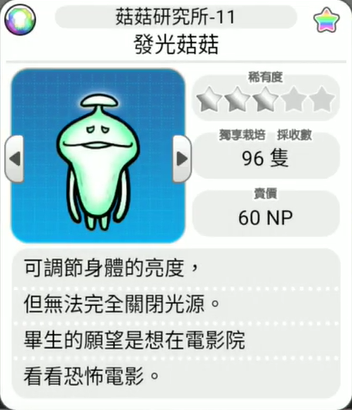 菇菇研究所-11
發光菇菇
稀有度
獨享栽培 採收數
96 隻
賣價
60 NP
可調節身體的亮度，
但無法完全關閉光源。
畢生的願望是想在電影院
看看恐怖電影。